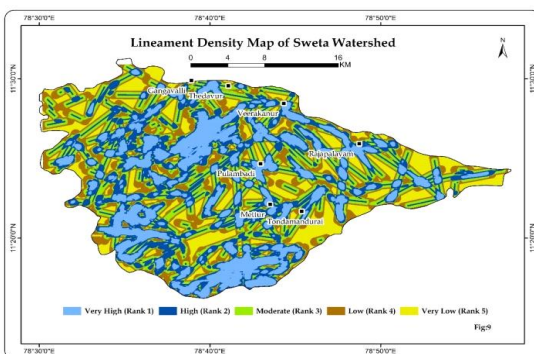 78°30'0"E 78°40'0"E 78°50'0"E
Lineament Density Map of Sweta Watershed
N
0 4 8 16
KM
11°30'0"N 11°30'0"N
Gangavalli
Thedavur
Veerakanur
Rajapalayam
Pulambadi
Mettur
Tondamandurai
11°20'0"N 11°20'0"N
Very High (Rank 1) High (Rank 2) Moderate (Rank 3) Low (Rank 4) Very Low (Rank 5)
Fig:9
78°30'0"E 78°40'0"E 78°50'0"E